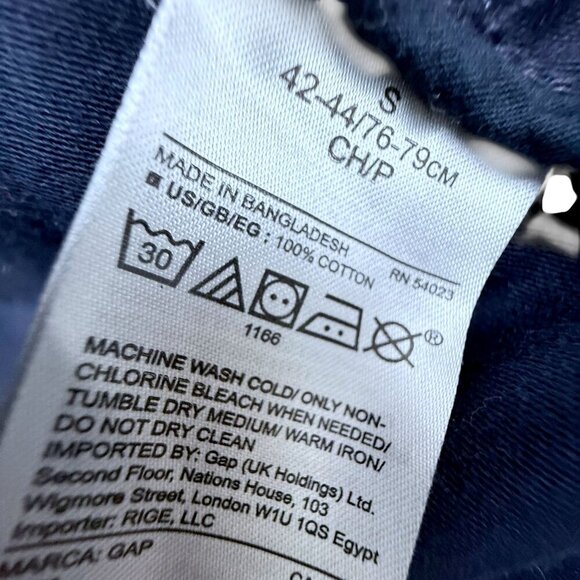 S
42-44/76-79CM
CH/P
MADE IN BANGLADESH RN 54023
US/GB/EG : 100% COTTON
30
®
1166
MACHINE WASH COLD/ ONLY NON-
CHLORINE BLEACH WHEN NEEDED/
TUMBLE DRY MEDIUM/ WARM IRON/
DO NOT DRY CLEAN
IMPORTED BY: Gap (UK Holdings) Ltd.
Second Floor, Nations House, 103
Wigmore Street, London W1U 1QS Egypt
Importer: RIGE, LLC
MARCA: GAP